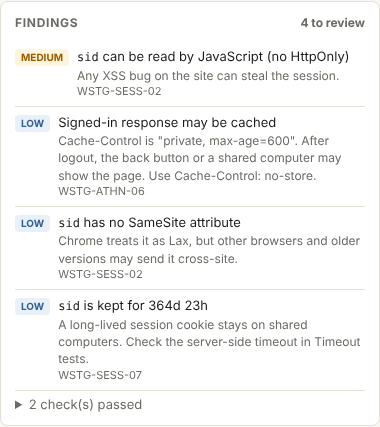 FINDINGS 4 to review
MEDIUM sid can be read by JavaScript (no HttpOnly)
Any XSS bug on the site can steal the session.
WSTG-SESS-02
LOW Signed-in response may be cached
Cache-Control is "private, max-age=600". After
logout, the back button or a shared computer may
show the page. Use Cache-Control: no-store.
WSTG-ATHN-06
LOW sid has no SameSite attribute
Chrome treats it as Lax, but other browsers and older
versions may send it cross-site.
WSTG-SESS-02
LOW sid is kept for 364d 23h
A long-lived session cookie stays on shared
computers. Check the server-side timeout in Timeout
tests.
WSTG-SESS-07
▶ 2 check(s) passed